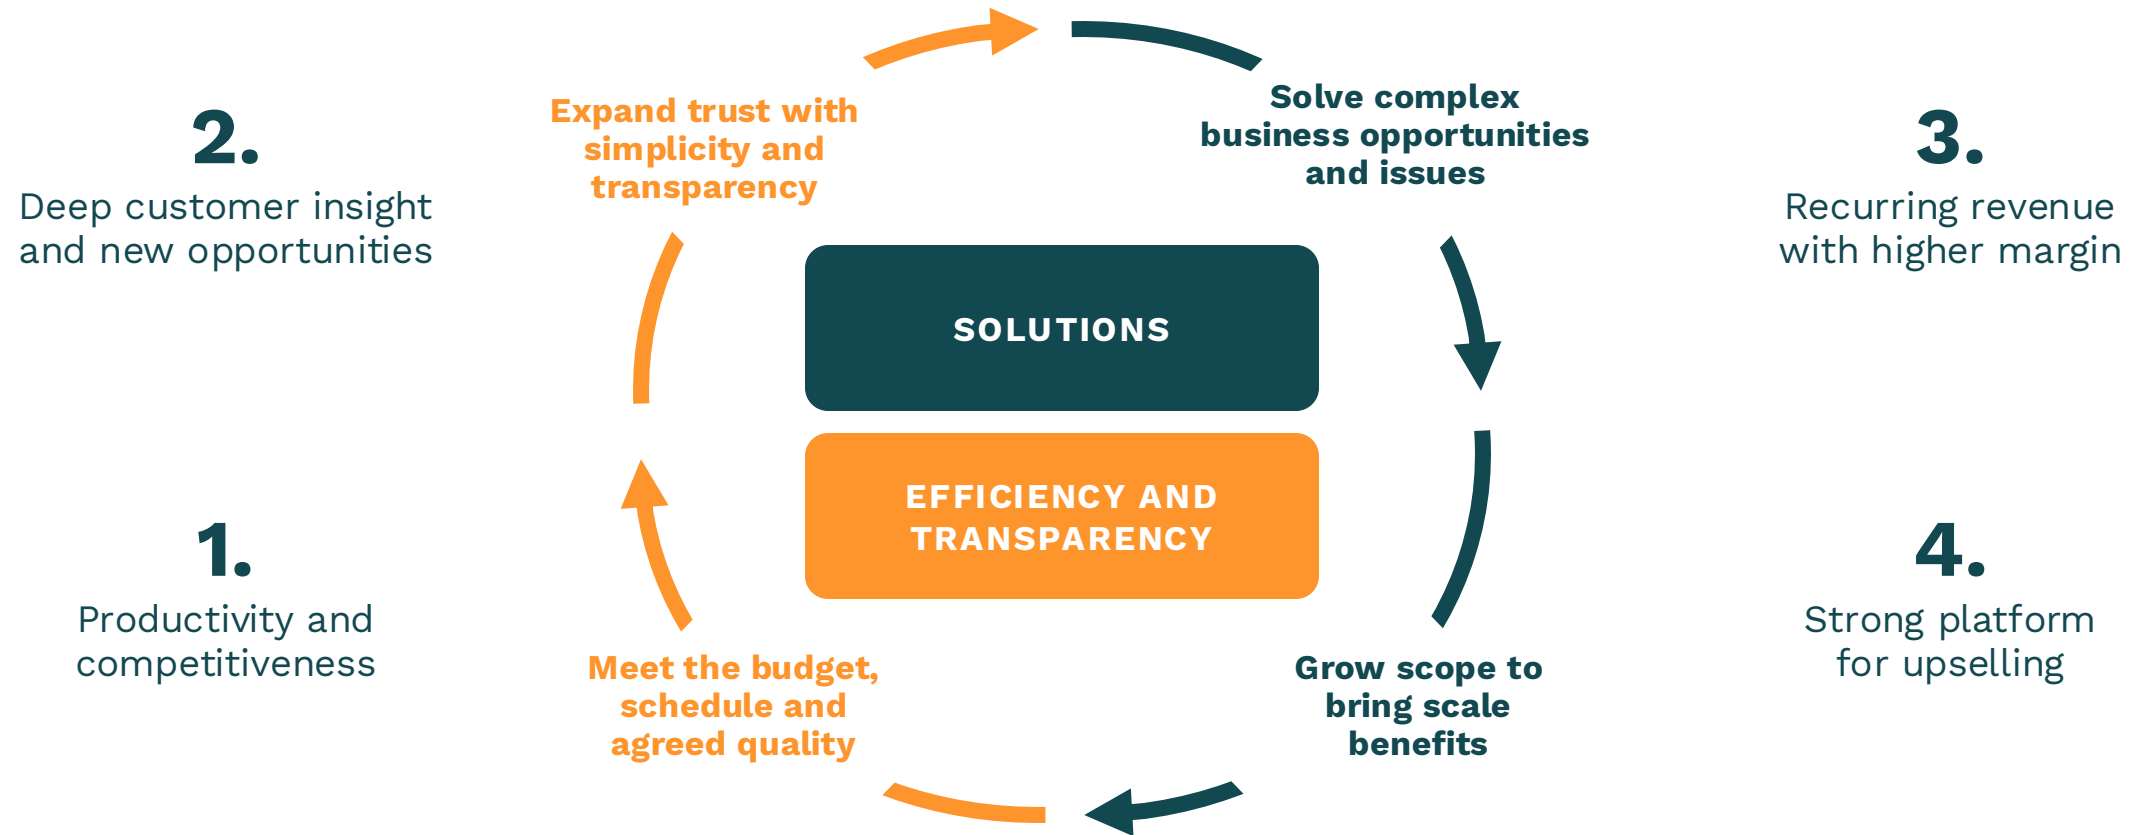 2.
Deep customer insight
and new opportunities
1.
Productivity and
competitiveness
Expand trust with
simplicity and
transparency
Meet the budget,
schedule and
agreed quality
SOLUTIONS
EFFICIENCY AND
TRANSPARENCY
Solve complex
business opportunities
and issues
Grow scope to
bring scale
benefits
3.
Recurring revenue
with higher margin
4.
Strong platform
for upselling